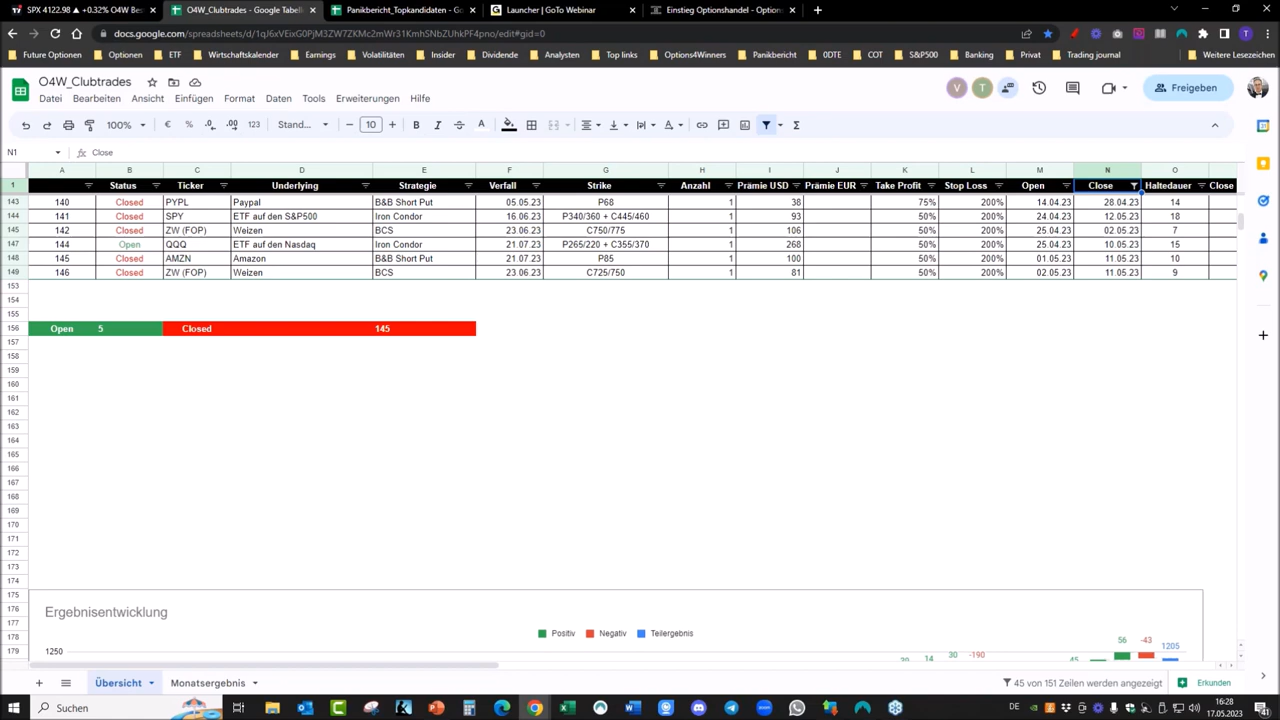 SPX 4122.98 ▲ +0.32% O4W Be
O4W_Clubtrades - Google Tabelle
Panikbericht_Topkandidaten - Go
Launcher | GoTo Webinar
Einstieg Optionshandel - Option
docs.google.com/spreadsheets/d/1qJ6xVEixG0PjM3ZW7ZKMc2mWr31KmhSNbUhkPF4pno/edit#gid=0
Future Optionen Optionen ETF Wirtschaftskalender Earnings Volatilitäten Insider Dividende Analysten Top links Options4Winners Panikbericht 0DTE COT S&P500 Banking Privat Trading journal Weitere Lesezeichen
O4W_Clubtrades
V T Freigeben
Datei Bearbeiten Ansicht Einfügen Format Daten Tools Erweiterungen Hilfe
100% € % .0 .00 123 Stand... 10 B I A
N1 Close
A B C D E F G H I J K L M N O
1 Status Ticker Underlying Strategie Verfall Strike Anzahl Prämie USD Prämie EUR Take Profit Stop Loss Open Close Haltedauer Close
143 140 Closed PYPL Paypal B&B Short Put 05.05.23 P68 1 38 75% 200% 14.04.23 28.04.23 14
144 141 Closed SPY ETF auf den S&P500 Iron Condor 16.06.23 P340/360 + C445/460 1 93 50% 200% 24.04.23 12.05.23 18
145 142 Closed ZW (FOP) Weizen BCS 23.06.23 C750/775 1 106 50% 200% 25.04.23 02.05.23 7
147 144 Open QQQ ETF auf den Nasdaq Iron Condor 21.07.23 P265/220 + C355/370 1 268 50% 200% 25.04.23 10.05.23 15
148 145 Closed AMZN Amazon B&B Short Put 21.07.23 P85 1 100 50% 200% 01.05.23 11.05.23 10
149 146 Closed ZW (FOP) Weizen BCS 23.06.23 C725/750 1 81 50% 200% 02.05.23 11.05.23 9
153
154
155
156 Open 5 Closed 145
157
158
159
160
161
162
163
164
165
166
167
168
169
170
171
172
173
174
175
176 Ergebnisentwicklung
177
178 Positiv Negativ Teilergebnis 56 -43 1205
179 1250 14 30 -190 45
Übersicht Monatsergebnis 45 von 151 Zeilen werden angezeigt Erkunden
Suchen DE 16:28
17.05.2023 41